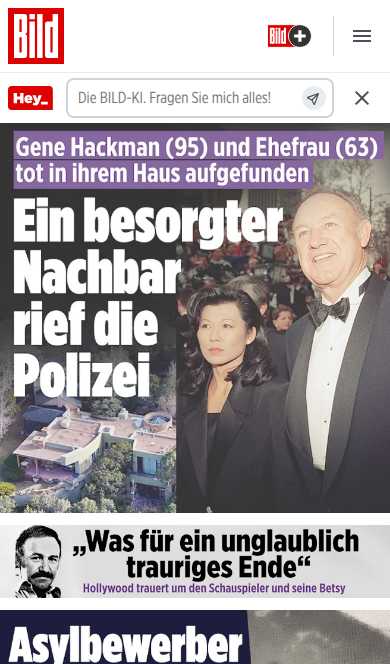 Bild
Bild +
Hey_
Die BILD-KI. Fragen Sie mich alles!
Gene Hackman (95) und Ehefrau (63)
tot in ihrem Haus aufgefunden
Ein besorgter
Nachbar
rief die
Polizei
„Was für ein unglaublich
trauriges Ende“
Hollywood trauert um den Schauspieler und seine Betsy
Asylbewerber